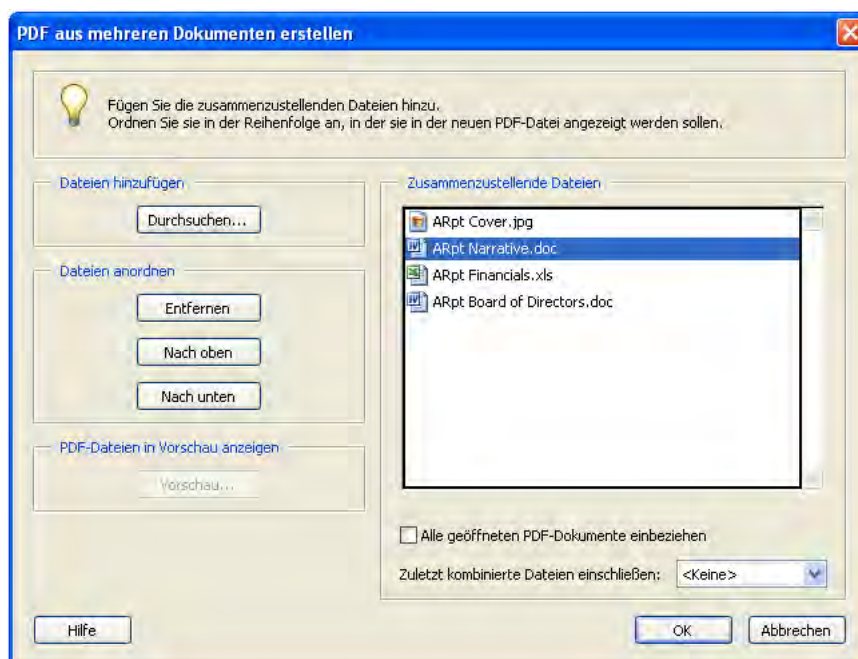 PDF aus mehreren Dokumenten erstellen
Fügen Sie die zusammenzustellenden Dateien hinzu.
Ordnen Sie sie in der Reihenfolge an, in der sie in der neuen PDF-Datei angezeigt werden sollen.
Dateien hinzufügen
Durchsuchen...
Dateien anordnen
Entfernen
Nach oben
Nach unten
PDF-Dateien in Vorschau anzeigen
Vorschau...
Zusammenzustellende Dateien
ARpt Cover.jpg
ARpt Narrative.doc
ARpt Financials.xls
ARpt Board of Directors.doc
Alle geöffneten PDF-Dokumente einbeziehen
Zuletzt kombinierte Dateien einschließen: <Keine>
Hilfe
OK
Abbrechen